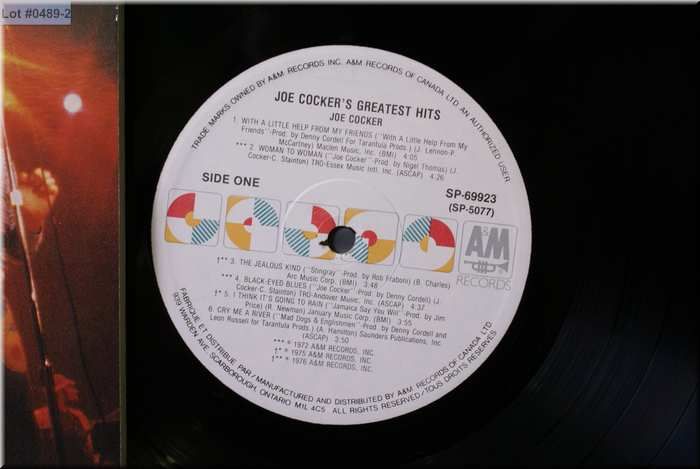 Lot #0489-2
TRADE MARKS OWNED BY A&M RECORDS INC. A&M RECORDS OF CANADA LTD. AN AUTHORIZED USER
JOE COCKER'S GREATEST HITS
JOE COCKER
1. WITH A LITTLE HELP FROM MY FRIENDS (''With A Little Help From My
Friends''-Prod. by Denny Cordell For Tarantula Prods.) (J. Lennon-P.
McCartney) Maclen Music, Inc. (BMI) 4:05
*** 2. WOMAN TO WOMAN (''Joe Cocker''-Prod. by Nigel Thomas) (J.
Cocker-C. Stainton) TRO-Essex Music Intl. Inc. (ASCAP) 4:26
SIDE ONE
SP-69923
(SP-5077)
A&M
RECORDS
†** 3. THE JEALOUS KIND (''Stingray''-Prod. by Rob Fraboni) (B. Charles)
Arc Music Corp. (BMI) 3:48
*** 4. BLACK-EYED BLUES (''Joe Cocker''-Prod. by Denny Cordell) (J.
Cocker-C. Stainton) TRO-Andover Music, Inc. (ASCAP) 4:37
†* 5. I THINK IT'S GOING TO RAIN (''Jamaica Say You Will''-Prod. by Jim
Price) (R. Newman) January Music Corp. (BMI) 3:55
6. CRY ME A RIVER (''Mad Dogs & Englishmen''-Prod. by Denny Cordell and
Leon Russell for Tarantula Prods.) (A. Hamilton) Saunders Publications, Inc.
(ASCAP) 3:50
*** ℗ 1972 A&M RECORDS, INC.
†* ℗ 1975 A&M RECORDS, INC.
†** ℗ 1976 A&M RECORDS, INC.
FABRIQUE ET DISTRIBUE PAR/MANUFACTURED AND DISTRIBUTED BY A&M RECORDS OF CANADA LTD.
939 WARDEN AVE. SCARBOROUGH, ONTARIO M1L 4C5 ALL RIGHTS RESERVED/TOUS DROITS RESERVES